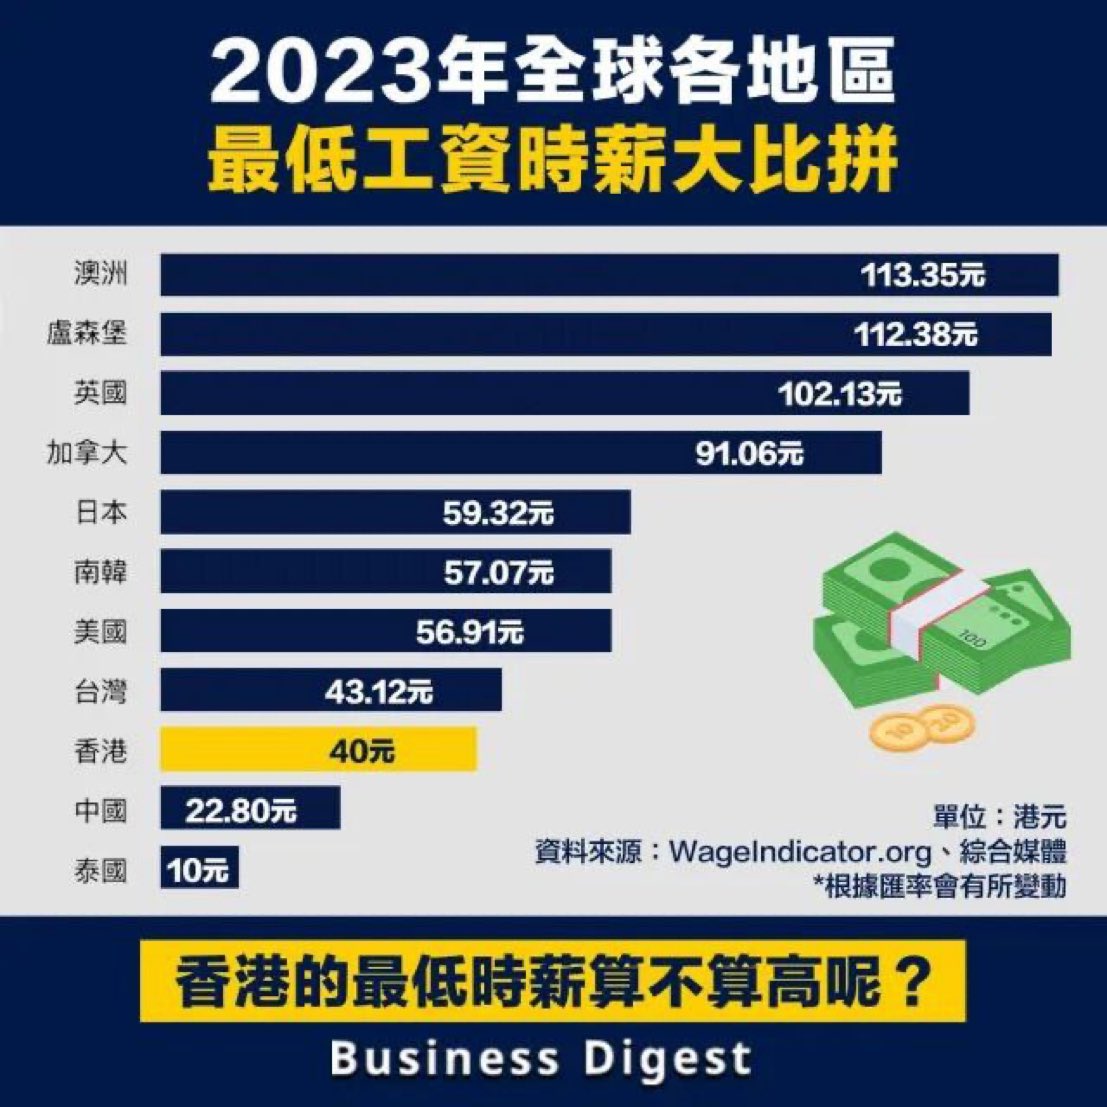 2023年全球各地區
最低工資時薪大比拼
澳洲 113.35元
盧森堡 112.38元
英國 102.13元
加拿大 91.06元
日本 59.32元
南韓 57.07元
美國 56.91元
台灣 43.12元
香港 40元
中國 22.80元
泰國 10元
100
10 20
單位：港元
資料來源：WageIndicator.org、綜合媒體
*根據匯率會有所變動
香港的最低時薪算不算高呢？
Business Digest